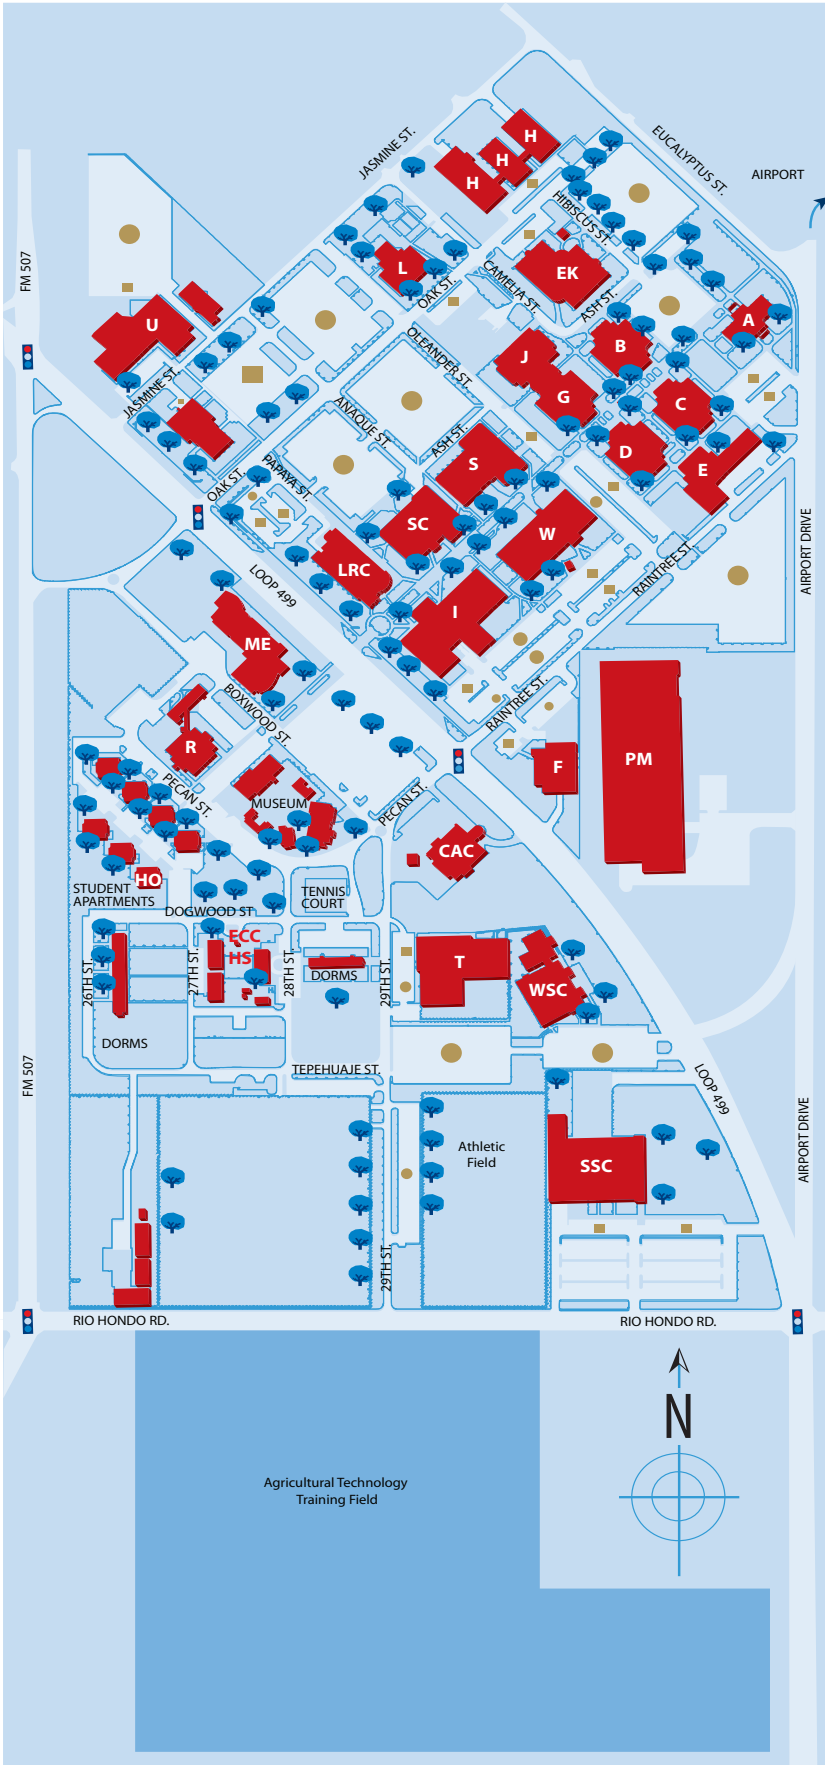 JASMINE ST.
EUCALYPTUS ST.
AIRPORT
H
H
H
HIBISCUS ST.
FM 507
L
OAK ST.
CAMELIA ST.
EK
ASH ST.
A
U
OLEANDER ST.
J
B
G
C
JASMINE ST.
ANAQUE ST.
ASH ST.
D
E
S
PAPAYA ST.
OAK ST.
SC
W
AIRPORT DRIVE
LRC
LOOP 499
RAINTREE ST.
I
ME
BOXWOOD ST.
RAINTREE ST.
R
F
PM
PECAN ST.
MUSEUM
PECAN ST.
CAC
HO
STUDENT
APARTMENTS
TENNIS
COURT
DOGWOOD ST
ECC
HS
26TH ST.
27TH ST.
28TH ST.
DORMS
29TH ST.
T
WSC
DORMS
TEPEHUAJE ST.
FM 507
LOOP 499
AIRPORT DRIVE
Athletic
Field
SSC
29TH ST.
RIO HONDO RD.
RIO HONDO RD.
N
Agricultural Technology
Training Field